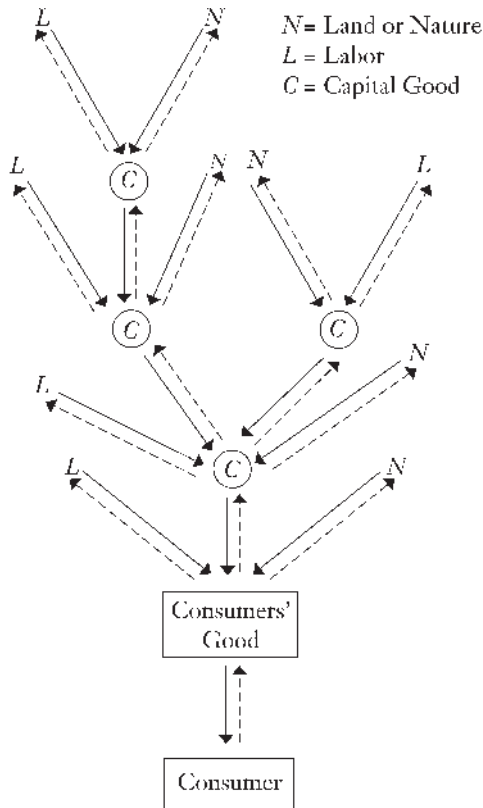 L N
N = Land or Nature
L = Labor
C = Capital Good
C
L N N L
C C
L N
C
L N
Consumers'
Good
Consumer